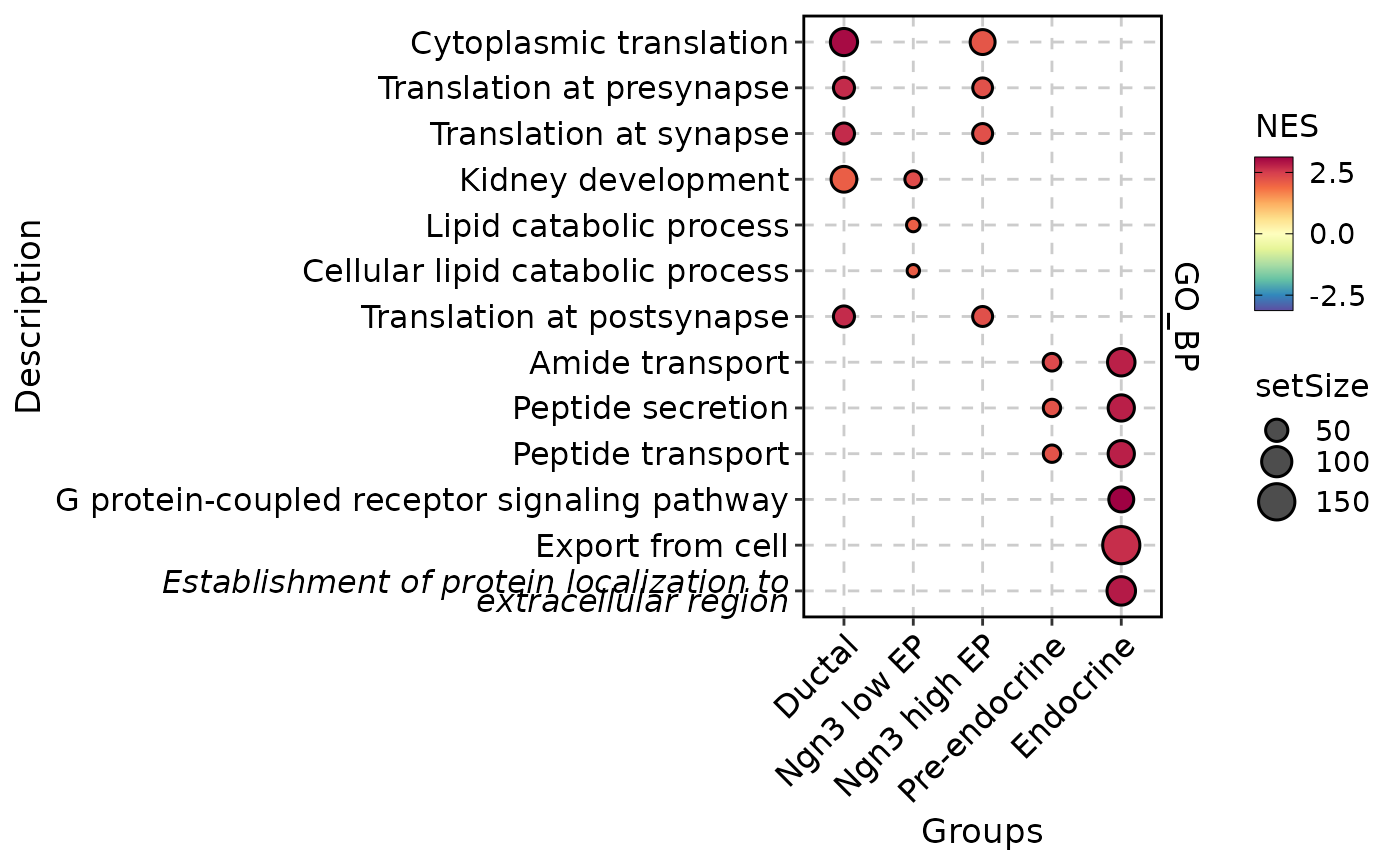 Description
Cytoplasmic translation
Translation at presynapse
Translation at synapse
Kidney development
Lipid catabolic process
Cellular lipid catabolic process
Translation at postsynapse
Amide transport
Peptide secretion
Peptide transport
G protein-coupled receptor signaling pathway
Export from cell
Establishment of protein localization to
extracellular region
GO_BP
Ductal
Ngn3 low EP
Ngn3 high EP
Pre-endocrine
Endocrine
Groups
NES
2.5
0.0
-2.5
setSize
50
100
150